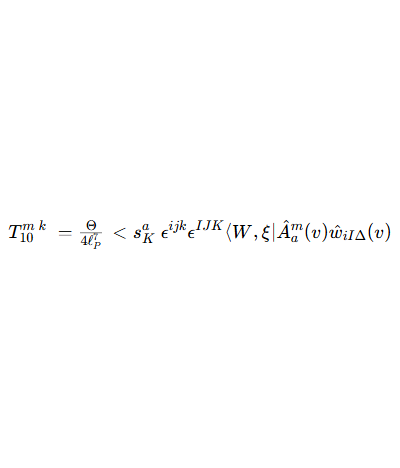 $T_{10}^{m\ k} = \frac{\Theta}{4\ell_P^7} < s_K^a\ \epsilon^{ijk}\epsilon^{IJK}\langle W, \xi|\hat{A}_a^m(v)\hat{w}_{iI\Delta}(v)$